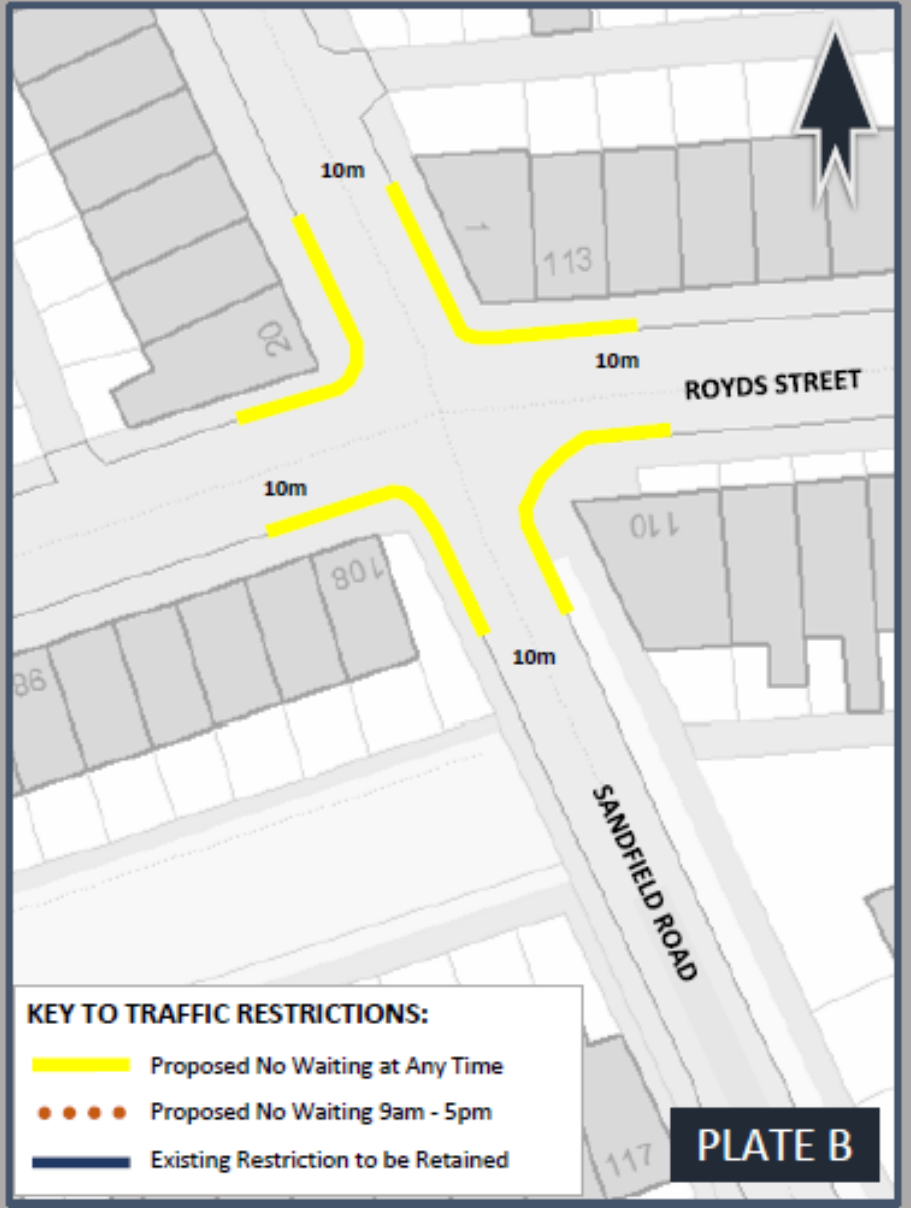 10m
1
113
20
10m
ROYDS STREET
10m
110
108
98
10m
SANDFIELD ROAD
KEY TO TRAFFIC RESTRICTIONS:
Proposed No Waiting at Any Time
Proposed No Waiting 9am - 5pm
Existing Restriction to be Retained
117
PLATE B